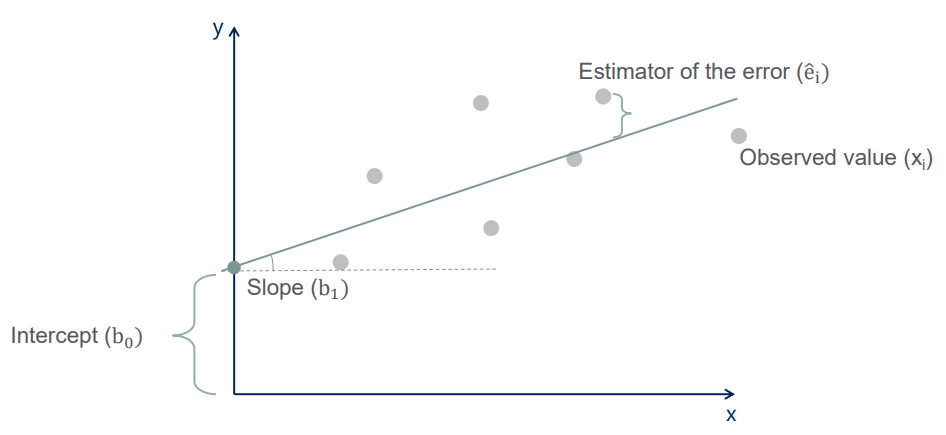 y
Estimator of the error (êᵢ)
Observed value (xᵢ)
Slope (b₁)
Intercept (b₀)
x